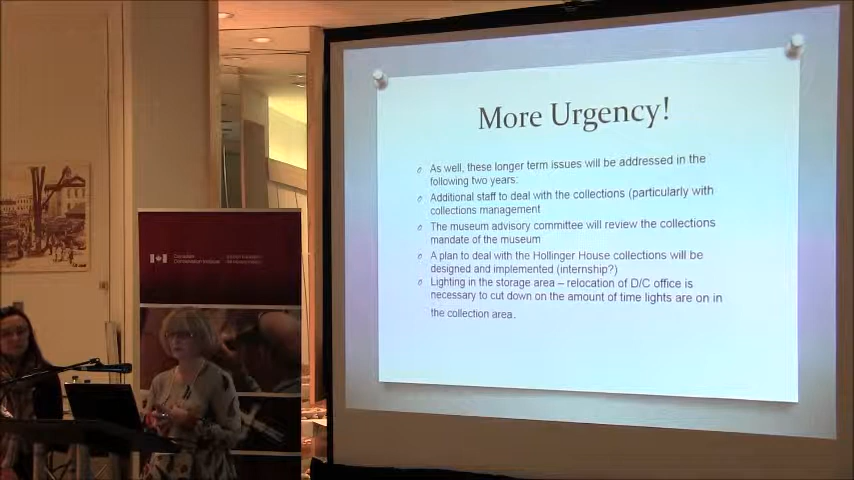 More Urgency!
As well, these longer term issues will be addressed in the
following two years:
Additional staff to deal with the collections (particularly with
collections management
The museum advisory committee will review the collections
mandate of the museum
A plan to deal with the Hollinger House collections will be
designed and implemented (internship?)
Lighting in the storage area – relocation of D/C office is
necessary to cut down on the amount of time lights are on in
the collection area.
Canadian
Conservation Institute